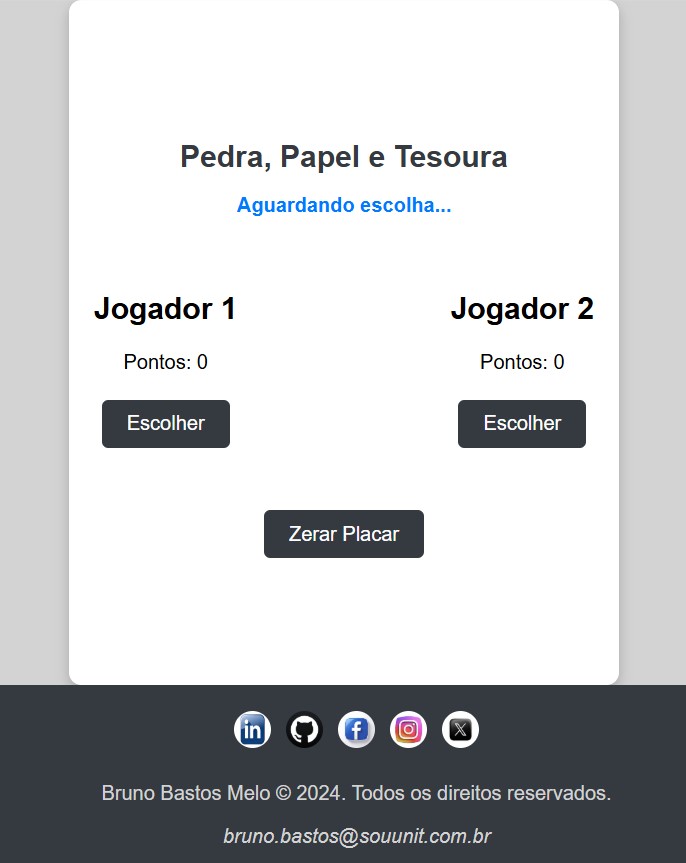 Pedra, Papel e Tesoura
Aguardando escolha...
Jogador 1
Jogador 2
Pontos: 0
Pontos: 0
Escolher
Escolher
Zerar Placar
in
f
X
Bruno Bastos Melo © 2024. Todos os direitos reservados.
bruno.bastos@souunit.com.br